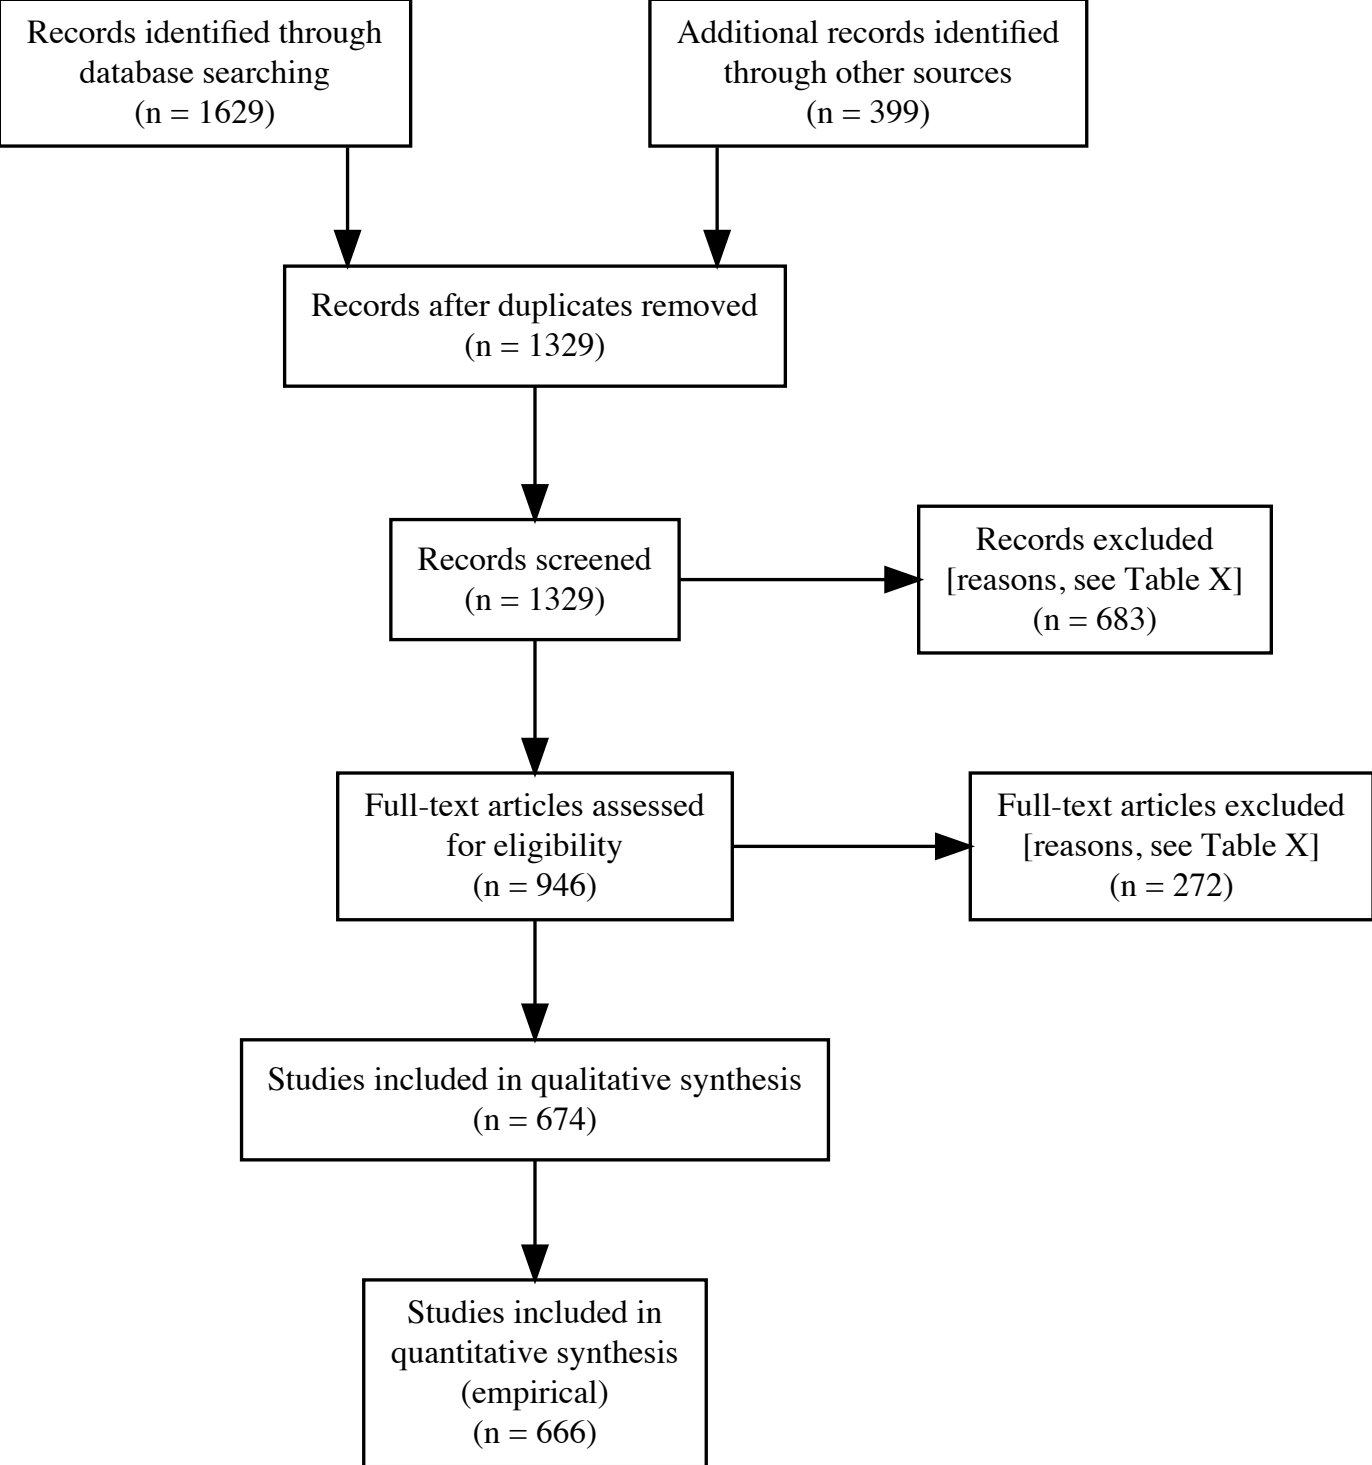 Records identified through
database searching
(n = 1629)
Additional records identified
through other sources
(n = 399)
Records after duplicates removed
(n = 1329)
Records screened
(n = 1329)
Records excluded
[reasons, see Table X]
(n = 683)
Full-text articles assessed
for eligibility
(n = 946)
Full-text articles excluded
[reasons, see Table X]
(n = 272)
Studies included in qualitative synthesis
(n = 674)
Studies included in
quantitative synthesis
(empirical)
(n = 666)